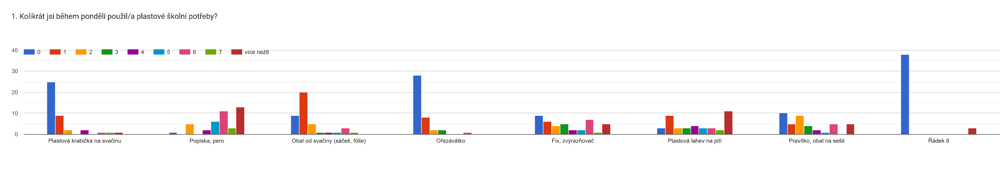 1. Kolikrát jsi během pondělí použil/a plastové školní potřeby?
0 1 2 3 4 5 6 7 více než8
40
30
20
10
0
Plastová krabička na svačinu Popiska, pero Obal od svačiny (sáček, fólie) Ořezávátko Fix, zvýrazňovač Plastová lahev na pití Pravítko, obal na sešit Řádek 8